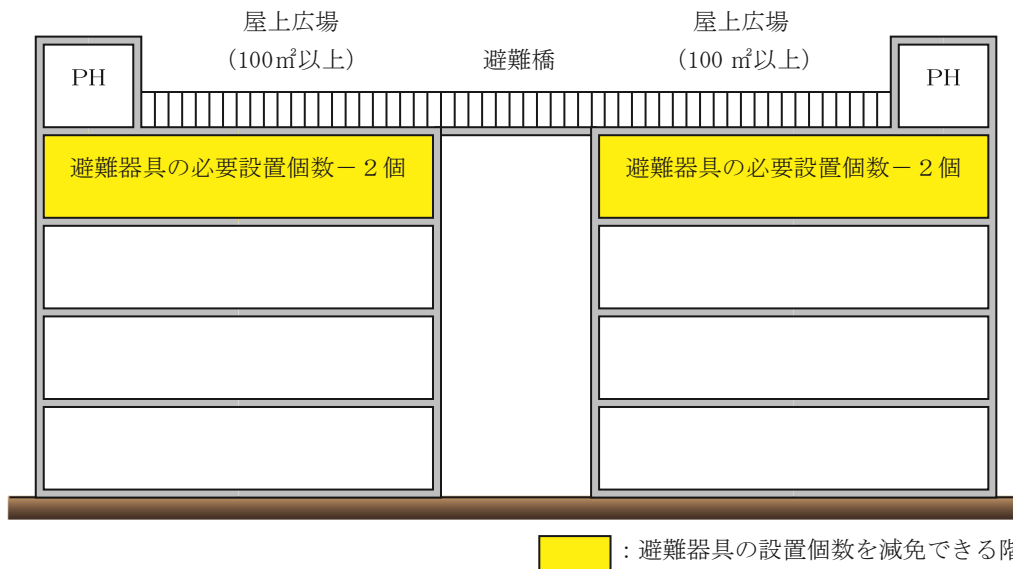 屋上広場
(100㎡以上)
避難橋
屋上広場
(100 ㎡以上)
PH
PH
避難器具の必要設置個数－２個
避難器具の必要設置個数－２個
：避難器具の設置個数を減免できる階